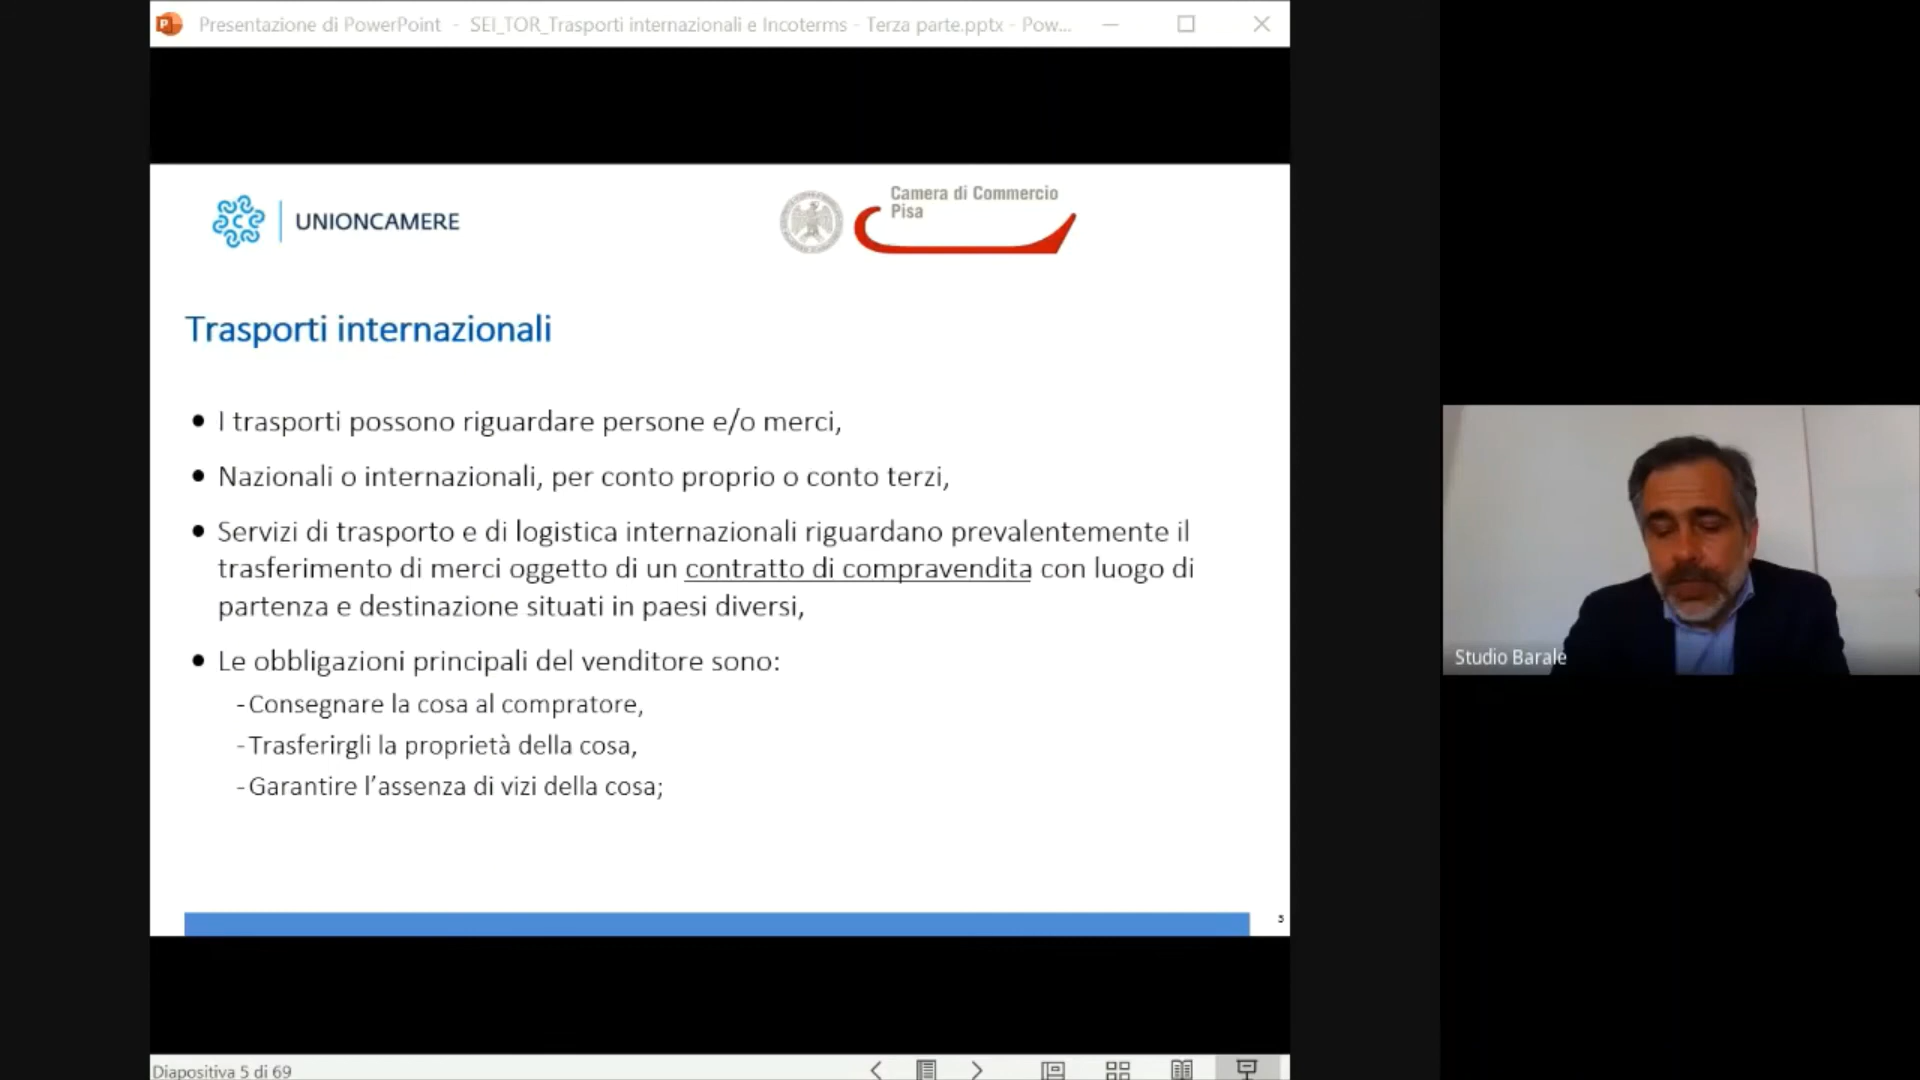 Presentazione di PowerPoint - SEI_TOR_Trasporti internazionali e Incoterms - Terza parte.pptx - Pow...
UNIONCAMERE
Camera di Commercio
Pisa
Trasporti internazionali
● I trasporti possono riguardare persone e/o merci,
● Nazionali o internazionali, per conto proprio o conto terzi,
● Servizi di trasporto e di logistica internazionali riguardano prevalentemente il
trasferimento di merci oggetto di un contratto di compravendita con luogo di
partenza e destinazione situati in paesi diversi,
● Le obbligazioni principali del venditore sono:
- Consegnare la cosa al compratore,
- Trasferirgli la proprietà della cosa,
- Garantire l’assenza di vizi della cosa;
5
Studio Barale
Diapositiva 5 di 69